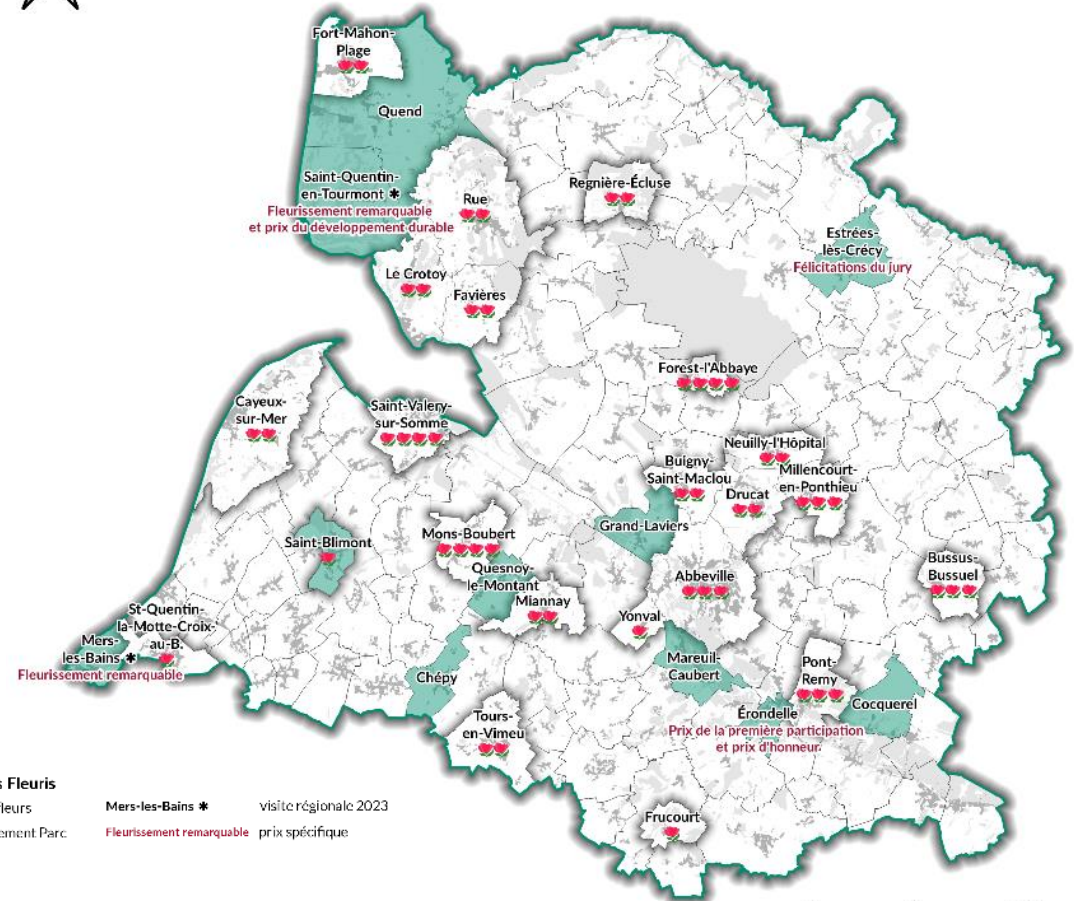 Fort-Mahon-
Plage
Quend
Saint-Quentin-
en-Tourmont ✱
Fleurissement remarquable
et prix du développement durable
Rue
Regnière-Écluse
Estrées-
lès-Crécy
Félicitations du jury
Le Crotoy
Favières
Forest-l'Abbaye
Cayeux-
sur-Mer
Saint-Valery-
sur-Somme
Neuilly-l'Hôpital
Buigny-
Saint-Maclou
Millencourt-
en-Ponthieu
Drucat
Grand-Laviers
Saint-Blimont
Mons-Boubert
Quesnoy-
le-Montant
Miannay
Abbeville
Bussus-
Bussuel
Yonval
St-Quentin-
la-Motte-Croix-
au-B.
Mers-
les-Bains ✱
Fleurissement remarquable
Chépy
Mareuil-
Caubert
Pont-
Remy
Cocquerel
Érondelle
Prix de la première participation
et prix d'honneur
Tours-
en-Vimeu
Frucourt
s Fleuris
fleurs
Mers-les-Bains ✱ visite régionale 2023
ement Parc
Fleurissement remarquable prix spécifique